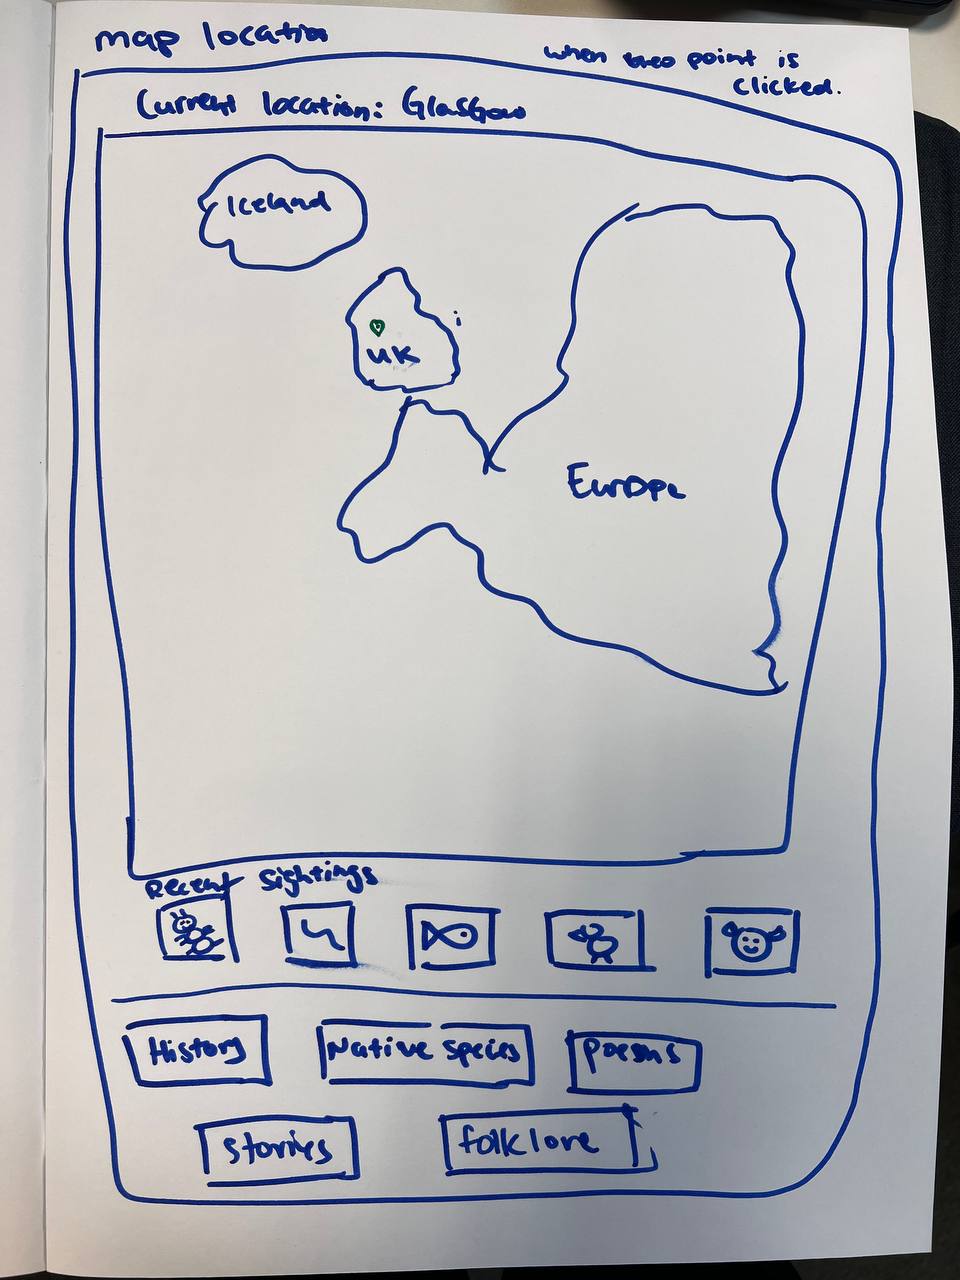 map location
when point is
clicked.
Current location: Glasgow
Iceland
UK
Europe
Recent Sightings
History
Native Species
Poems
Stories
folklore